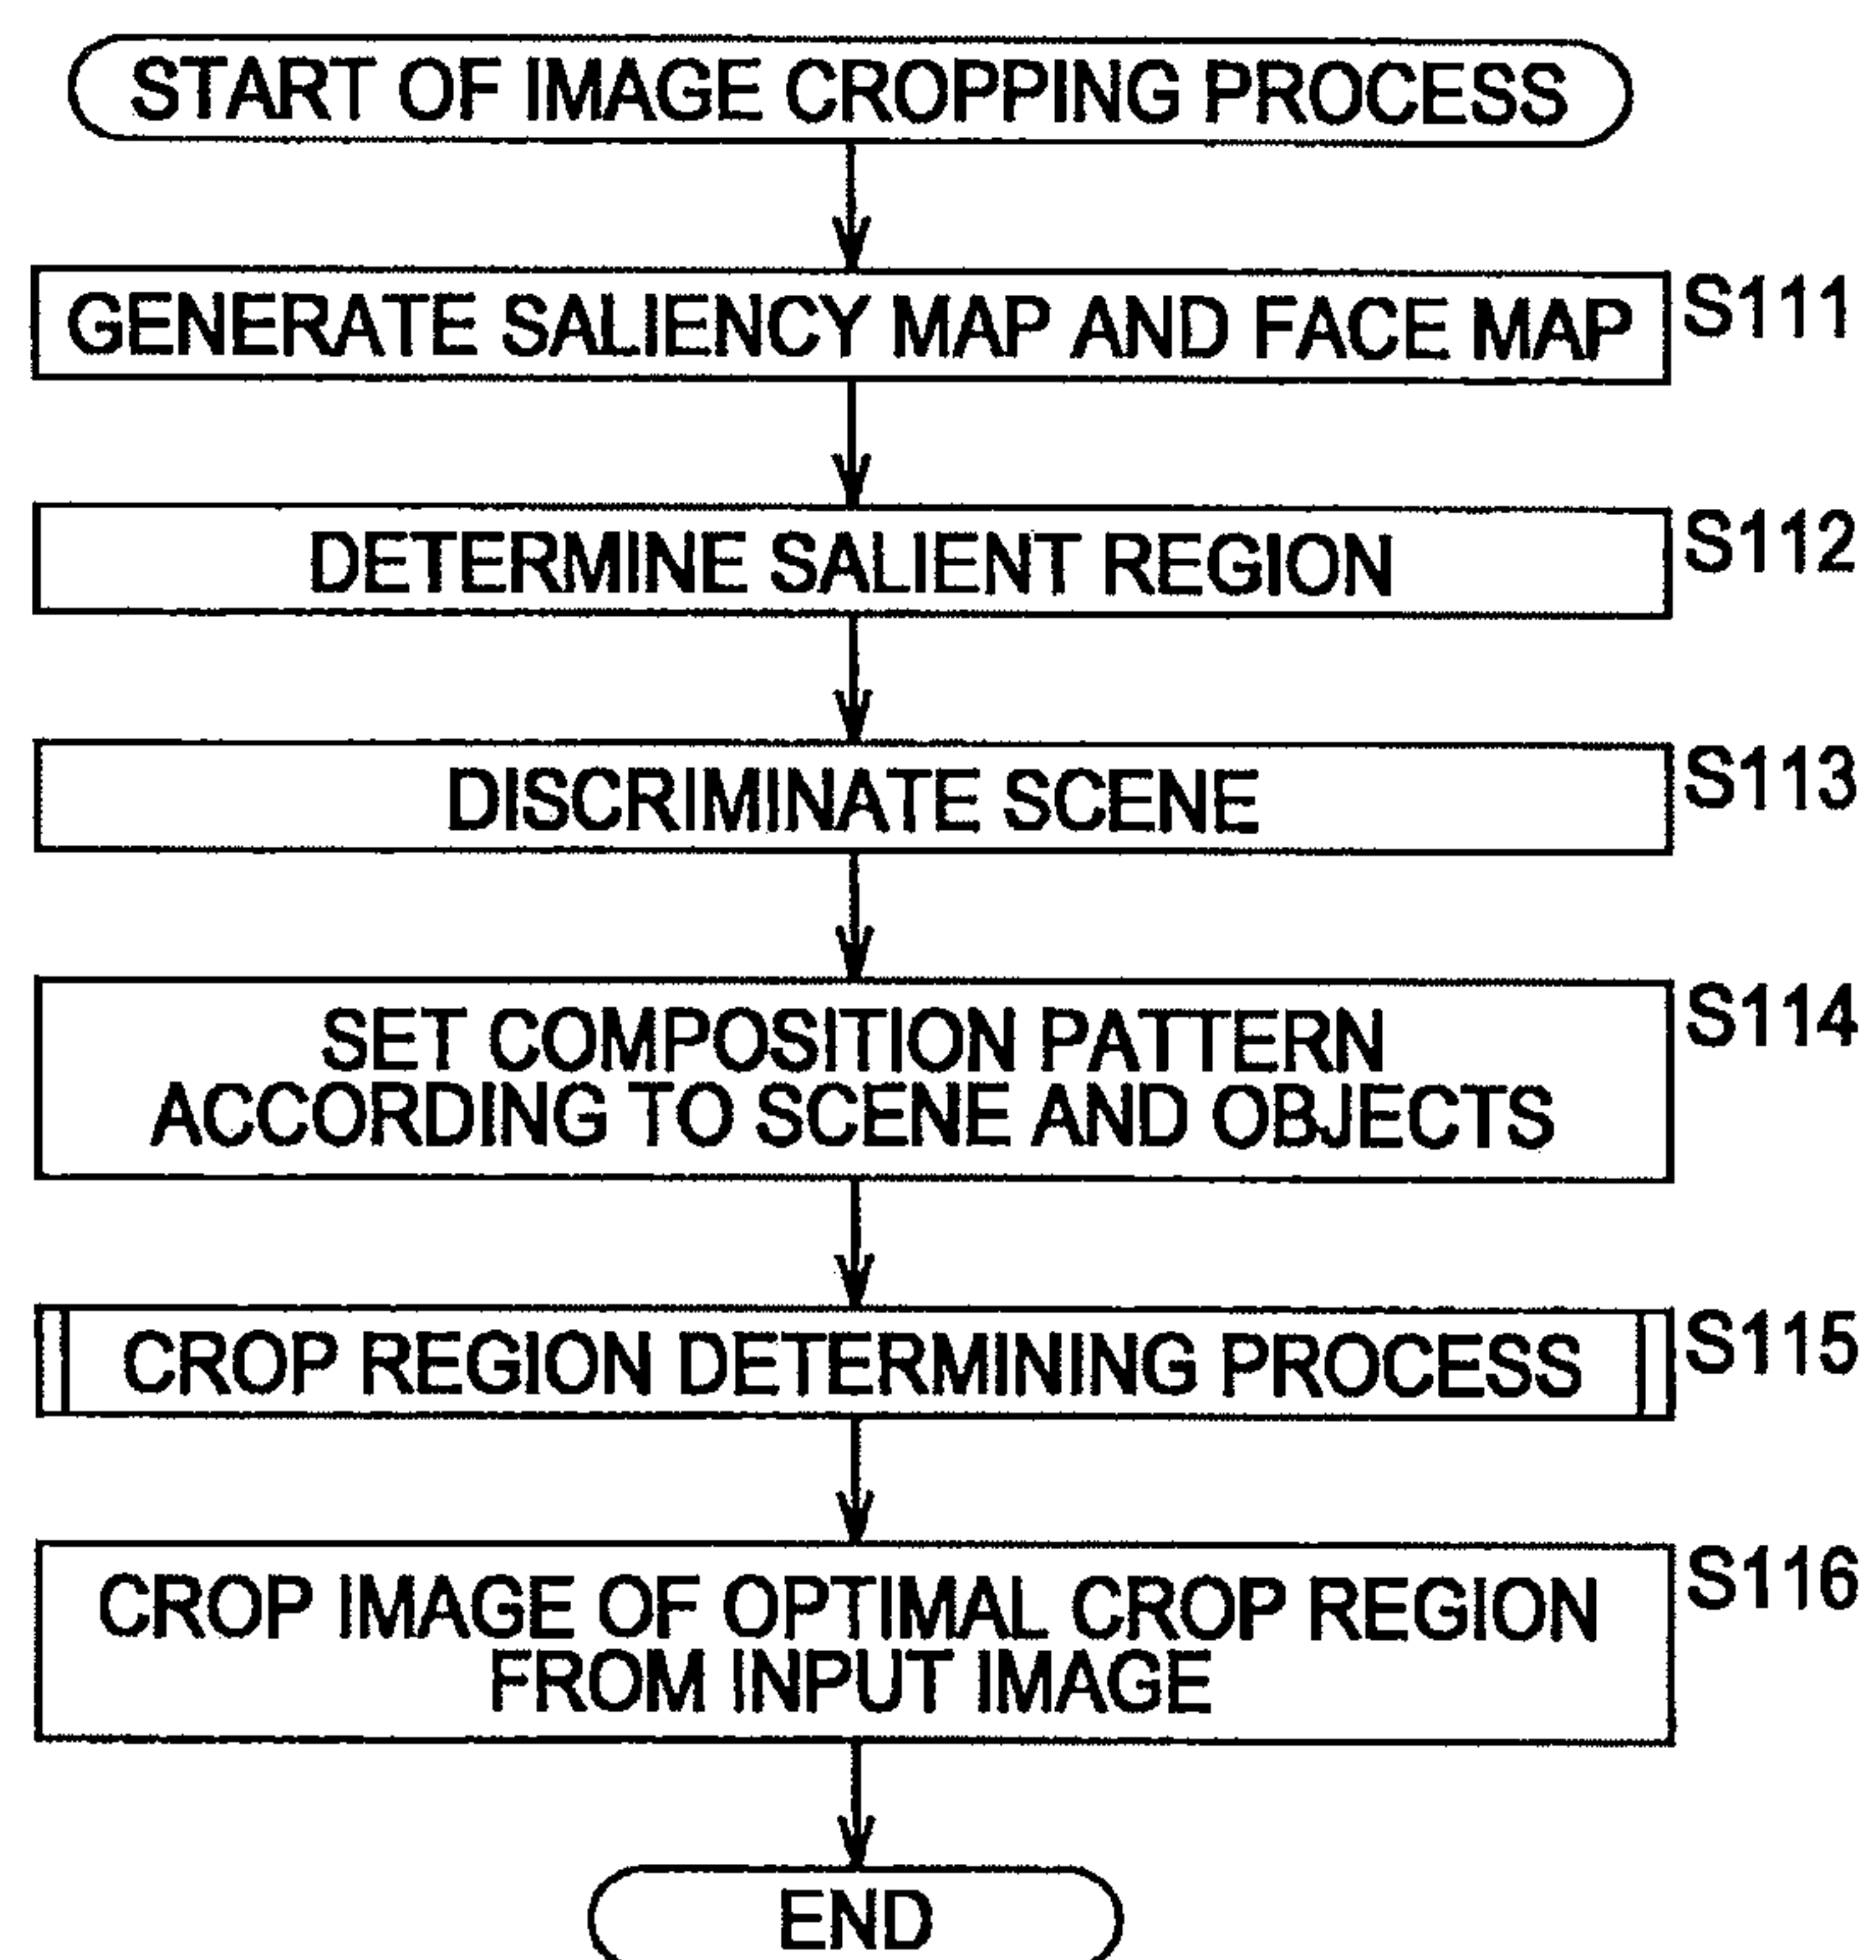 START OF IMAGE CROPPING PROCESS
GENERATE SALIENCY MAP AND FACE MAP
S111
DETERMINE SALIENT REGION
S112
DISCRIMINATE SCENE
S113
SET COMPOSITION PATTERN
ACCORDING TO SCENE AND OBJECTS
S114
CROP REGION DETERMINING PROCESS
S115
CROP IMAGE OF OPTIMAL CROP REGION
FROM INPUT IMAGE
S116
END